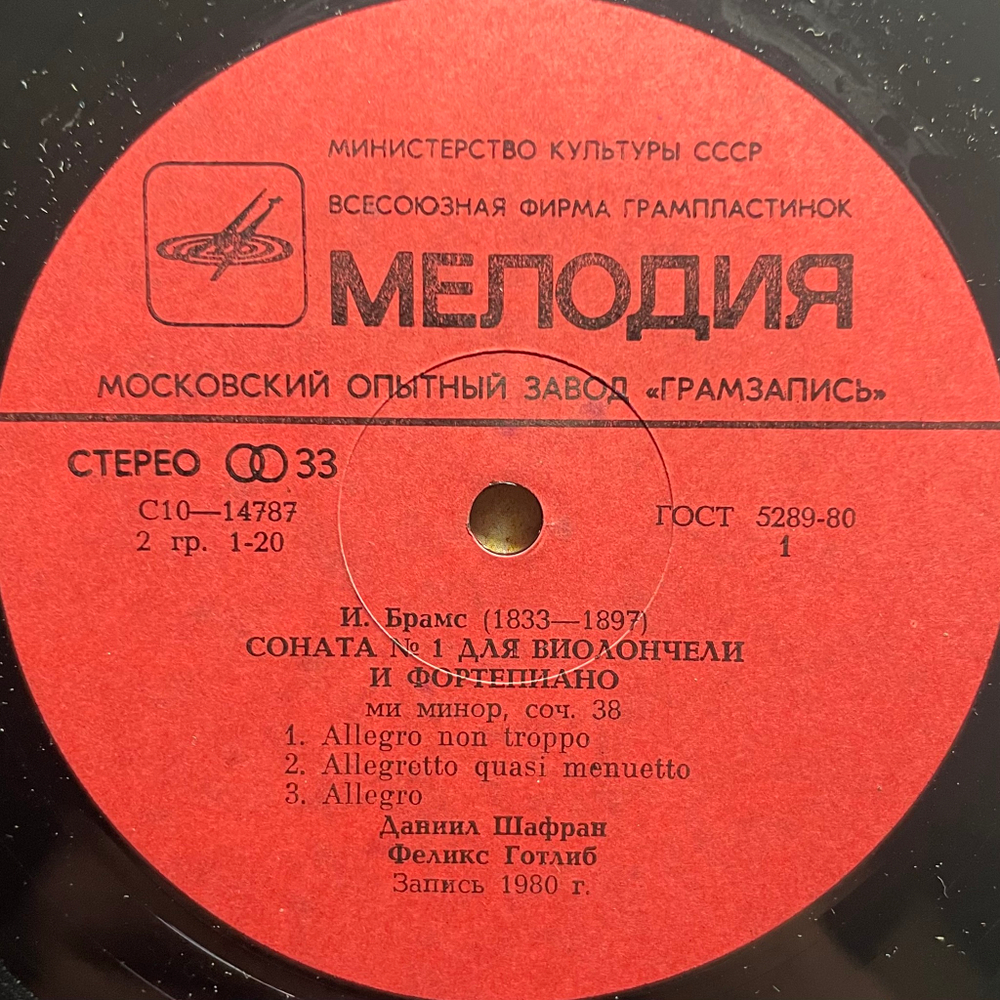 МИНИСТЕРСТВО КУЛЬТУРЫ СССР
ВСЕСОЮЗНАЯ ФИРМА ГРАМПЛАСТИНОК
МЕЛОДИЯ
МОСКОВСКИЙ ОПЫТНЫЙ ЗАВОД «ГРАМЗАПИСЬ»
СТЕРЕО 33
С10—14787
2 гр. 1-20
ГОСТ 5289-80
1
И. Брамс (1833—1897)
СОНАТА № 1 ДЛЯ ВИОЛОНЧЕЛИ
И ФОРТЕПИАНО
ми минор, соч. 38
1. Allegro non troppo
2. Allegretto quasi menuetto
3. Allegro
Даниил Шафран
Феликс Готлиб
Запись 1980 г.